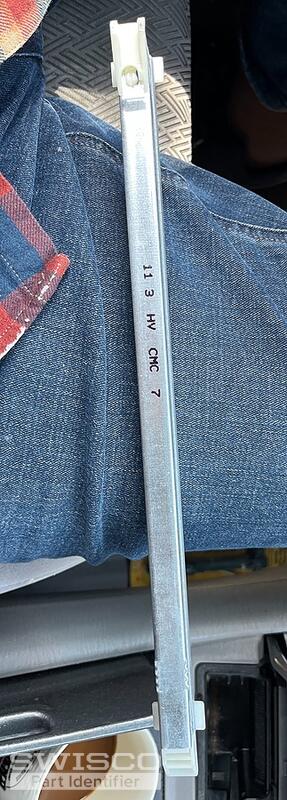 11 3 HV CMC 7
SWISCO
Part Identifier